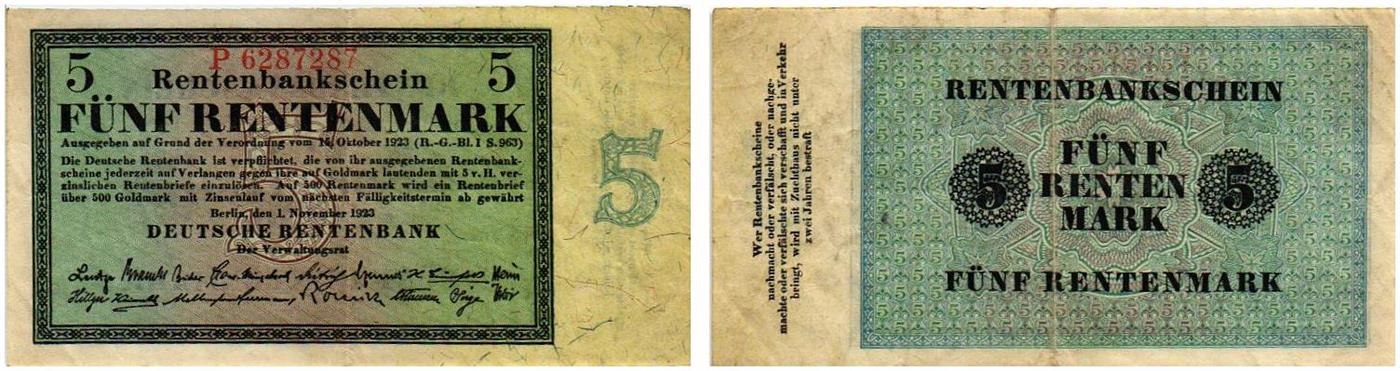 5 P 6287287 5
Rentenbankschein
FÜNF RENTENMARK
Ausgegeben auf Grund der Verordnung vom 15. Oktober 1923 (R.-G.-Bl. I S. 963)
Die Deutsche Rentenbank ist verpflichtet, die von ihr ausgegebenen Rentenbank-
scheine jederzeit auf Verlangen gegen ihre auf Goldmark lautenden mit 5 v. H. ver-
zinslichen Rentenbriefe einzulösen. Auf 500 Rentenmark wird ein Rentenbrief
über 500 Goldmark mit Zinsenlauf vom nächsten Fälligkeitstermin ab gewährt
Berlin, den 1. November 1923
DEUTSCHE RENTENBANK
Der Verwaltungsrat
5
Wer Rentenbankscheine
nachmacht oder verfälscht, oder nachge-
machte oder verfälschte sich verschafft und in Verkehr
bringt, wird mit Zuchthaus nicht unter
zwei Jahren bestraft
RENTENBANKSCHEIN
5 FÜNF 5
RENTEN
MARK
FÜNF RENTENMARK